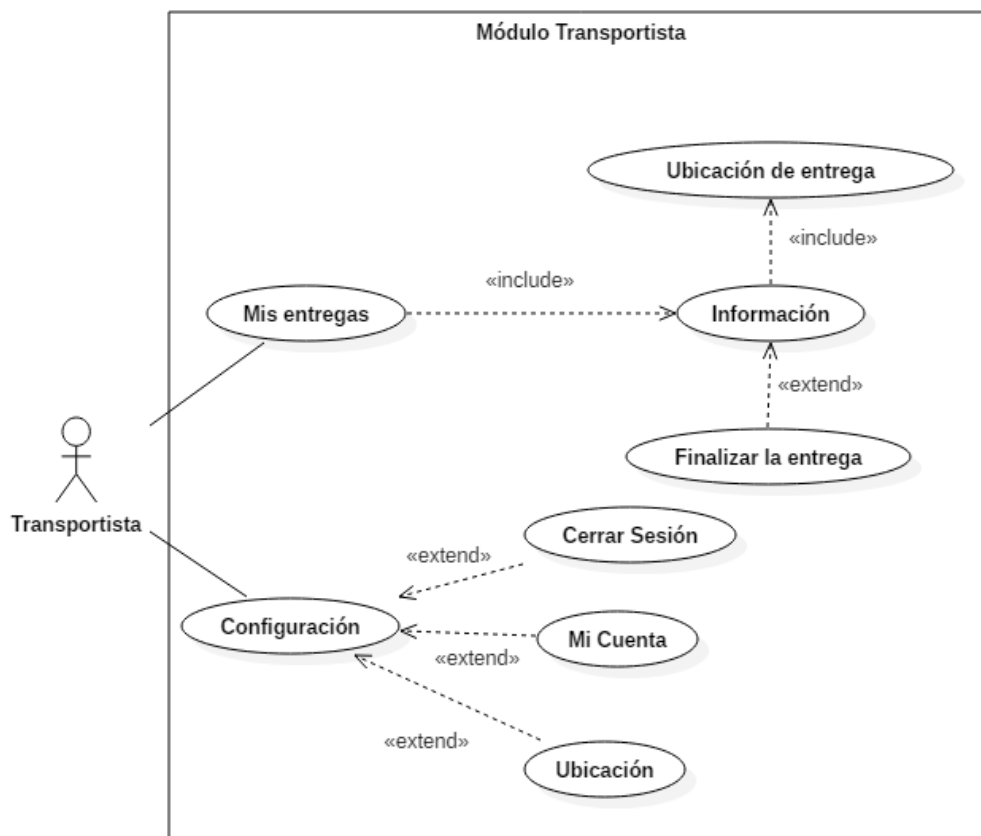 Módulo Transportista
Ubicación de entrega
«include»
«include»
Mis entregas
Información
«extend»
Finalizar la entrega
Transportista
Cerrar Sesión
«extend»
Configuración
Mi Cuenta
«extend»
«extend»
Ubicación